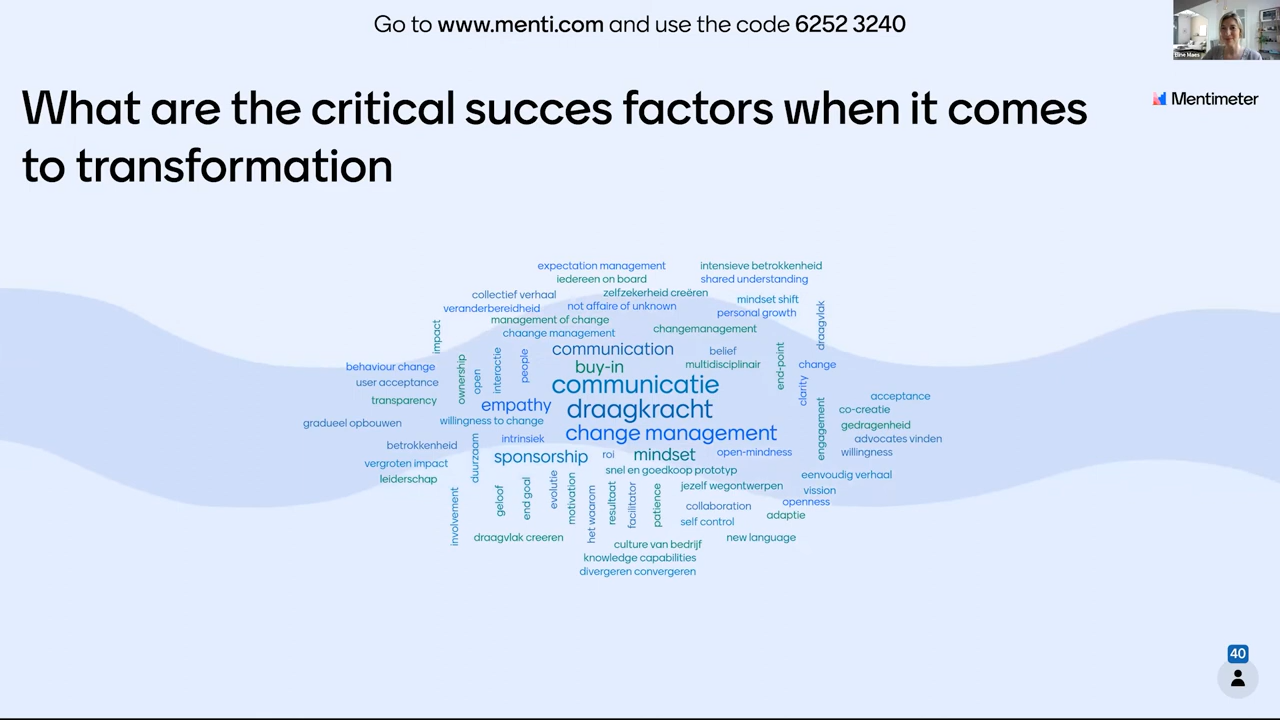 Go to www.menti.com and use the code 6252 3240
Eline Maes
What are the critical succes factors when it comes
to transformation
Mentimeter
expectation management
intensieve betrokkenheid
iedereen on board
shared understanding
collectief verhaal
zelfzekerheid creëren
mindset shift
veranderbereidheid
not affaire of unknown
personal growth
draagvlak
management of change
impact
chaange management
changemanagement
communication
belief
behaviour change
ownership
open
interactie
people
buy-in
multidisciplinair
end-point
change
user acceptance
communicatie
clarity
transparency
empathy
draagkracht
acceptance
co-creatie
gradueel opbouwen
willingness to change
change management
engagement
gedragenheid
betrokkenheid
duurzaam
intrinsiek
advocates vinden
sponsorship
roi
mindset
open-mindness
willingness
vergroten impact
snel en goedkoop prototyp
eenvoudig verhaal
leiderschap
jezelf wegontwerpen
vission
involvement
geloof
end goal
evolutie
motivation
het waarom
resultaat
facilitator
patience
collaboration
openness
self control
adaptie
draagvlak creeren
culture van bedrijf
new language
knowledge capabilities
divergeren convergeren
40